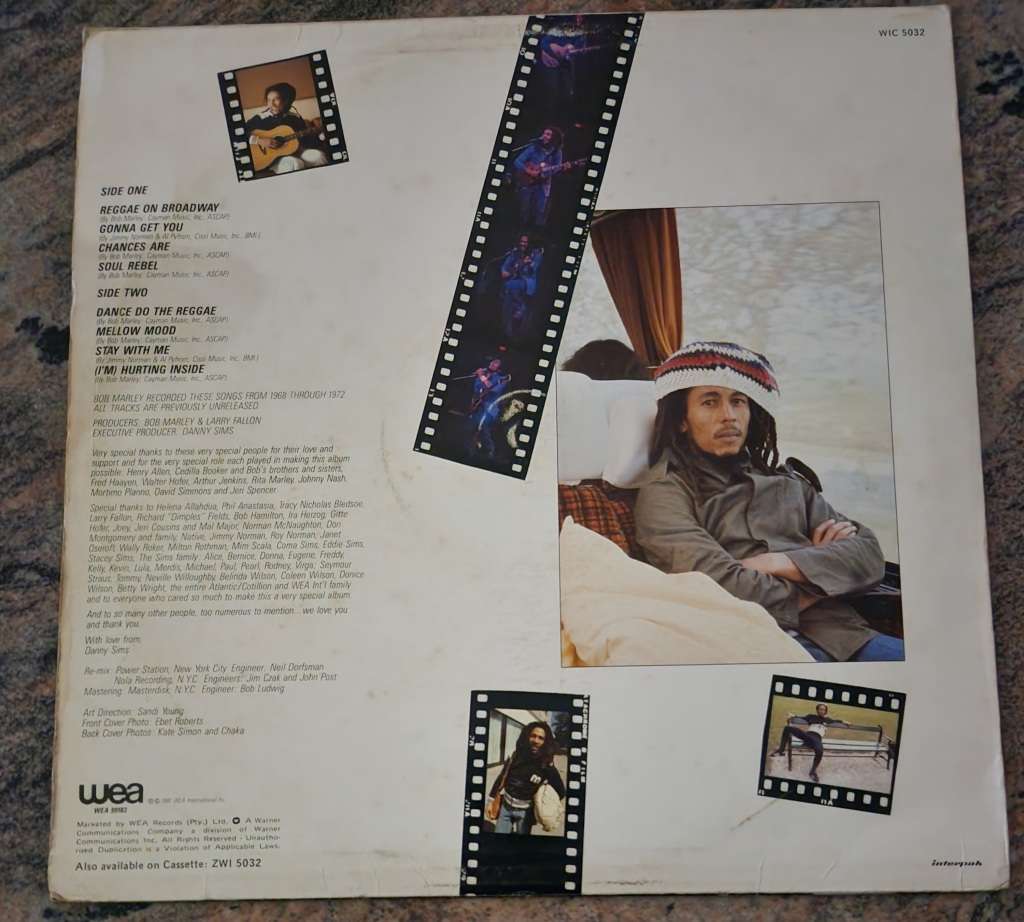 WIC 5032
SIDE ONE
REGGAE ON BROADWAY
(By Bob Marley: Cayman Music, Inc., ASCAP)
GONNA GET YOU
(By Jimmy Norman & Al Pyfrom, Cool Music, Inc., BMI.)
CHANCES ARE
(By Bob Marley: Cayman Music, Inc., ASCAP)
SOUL REBEL
(By Bob Marley: Cayman Music, Inc., ASCAP)
SIDE TWO
DANCE DO THE REGGAE
(By Bob Marley: Cayman Music, Inc., ASCAP)
MELLOW MOOD
(By Bob Marley: Cayman Music, Inc., ASCAP)
STAY WITH ME
(By Jimmy Norman & Al Pyfrom, Cool Music, Inc., BMI.)
(I'M) HURTING INSIDE
(By Bob Marley: Cayman Music, Inc., ASCAP)
BOB MARLEY RECORDED THESE SONGS FROM 1968 THROUGH 1972
ALL TRACKS ARE PREVIOUSLY UNRELEASED.
PRODUCERS: BOB MARLEY & LARRY FALLON
EXECUTIVE PRODUCER: DANNY SIMS
Very special thanks to these very special people for their love and
support and for the very special role each played in making this album
possible: Henry Allen, Cedilla Booker and Bob's brothers and sisters,
Fred Haayen, Walter Hofer, Arthur Jenkins, Rita Marley, Johnny Nash,
Mortimo Planno, David Simmons and Jeri Spencer
Special thanks to Helena Allahdua, Phil Anastasia, Tracy Nicholas Bledsoe,
Larry Fallon, Richard "Dimples" Fields, Bob Hamilton, Ira Herzog, Gitte
Hofer, Joey, Jeri Cousins and Mal Major, Norman McNaughton, Don
Montgomery and family, Native, Jimmy Norman, Roy Norman, Janet
Oseroff, Wally Roker, Milton Rothman, Mim Scala, Coma Sims, Eddie Sims,
Stacey Sims, The Sims family: Alice, Bernice, Donna, Eugene, Freddy,
Kelly, Kevin, Lula, Merdis, Michael, Paul, Pearl, Rodney, Virga; Seymour
Straus, Tommy, Neville Willoughby, Belinda Wilson, Coleen Wilson, Donice
Wilson, Betty Wright, the entire Atlantic/Cotillion and WEA Int'l family
and to everyone who cared so much to make this a very special album.
And to so many other people, too numerous to mention...we love you
and thank you.
With love from,
Danny Sims
Re-mix: Power Station, New York City Engineer: Neil Dorfsman
Nola Recording, N.Y.C. Engineers: Jim Czak and John Post
Mastering: Masterdisk, N.Y.C. Engineer: Bob Ludwig
Art Direction: Sandi Young
Front Cover Photo: Ebet Roberts
Back Cover Photos: Kate Simon and Chaka
wea
WEA International Inc.
WEA 99183
Marketed by WEA Records (Pty.) Ltd. A Warner
Communications Company a division of Warner
Communications Inc. All Rights Reserved - Unautho-
rised Duplication is a Violation of Applicable Laws.
Also available on Cassette: ZWI 5032
interpak